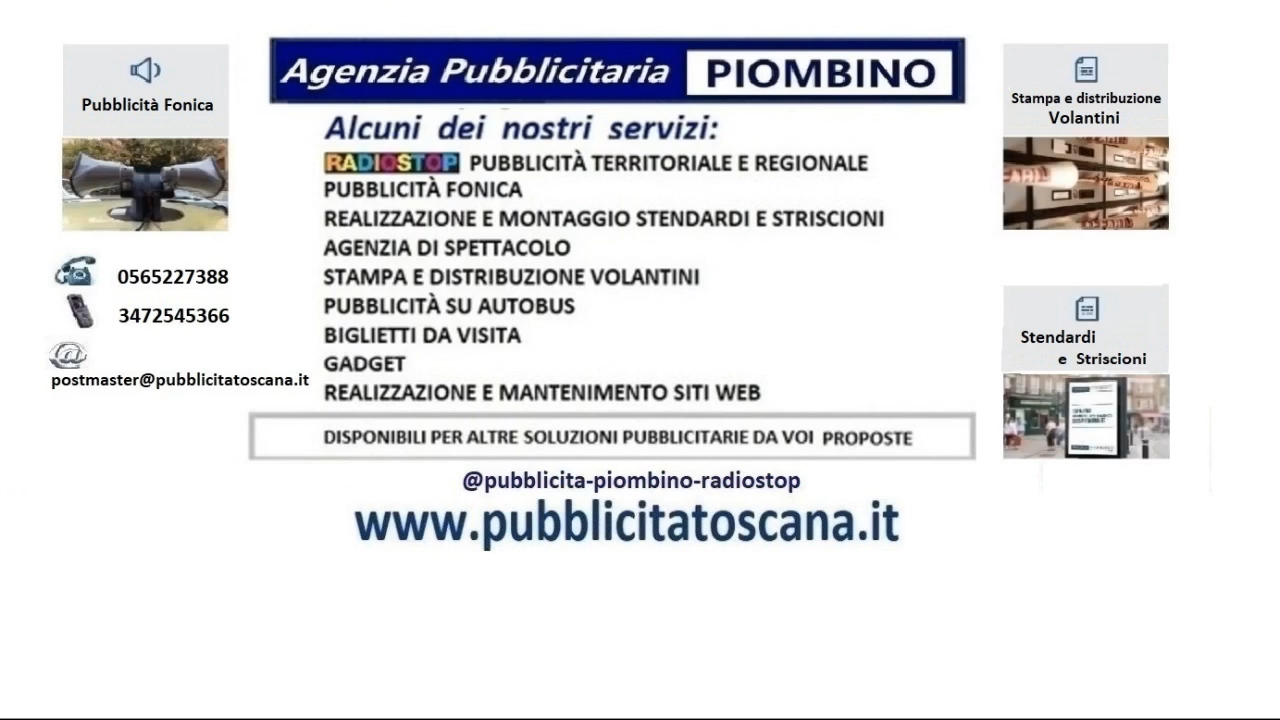 Agenzia Pubblicitaria PIOMBINO
Pubblicità Fonica
0565227388
3472545366
@
postmaster@pubblicitatoscana.it
Alcuni dei nostri servizi:
RADIOSTOP PUBBLICITÀ TERRITORIALE E REGIONALE
PUBBLICITÀ FONICA
REALIZZAZIONE E MONTAGGIO STENDARDI E STRISCIONI
AGENZIA DI SPETTACOLO
STAMPA E DISTRIBUZIONE VOLANTINI
PUBBLICITÀ SU AUTOBUS
BIGLIETTI DA VISITA
GADGET
REALIZZAZIONE E MANTENIMENTO SITI WEB
DISPONIBILI PER ALTRE SOLUZIONI PUBBLICITARIE DA VOI PROPOSTE
@pubblicita-piombino-radiostop
www.pubblicitatoscana.it
Stampa e distribuzione
Volantini
Stendardi
e Striscioni